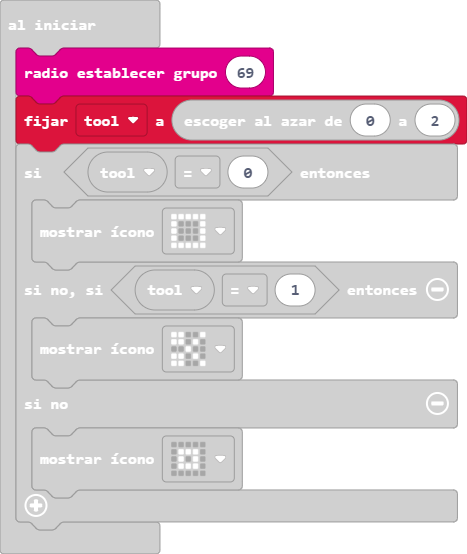 al iniciar
radio establecer grupo 69
fijar tool a escoger al azar de 0 a 2
si tool = 0 entonces
mostrar ícono
si no, si tool = 1 entonces
mostrar ícono
si no
mostrar ícono